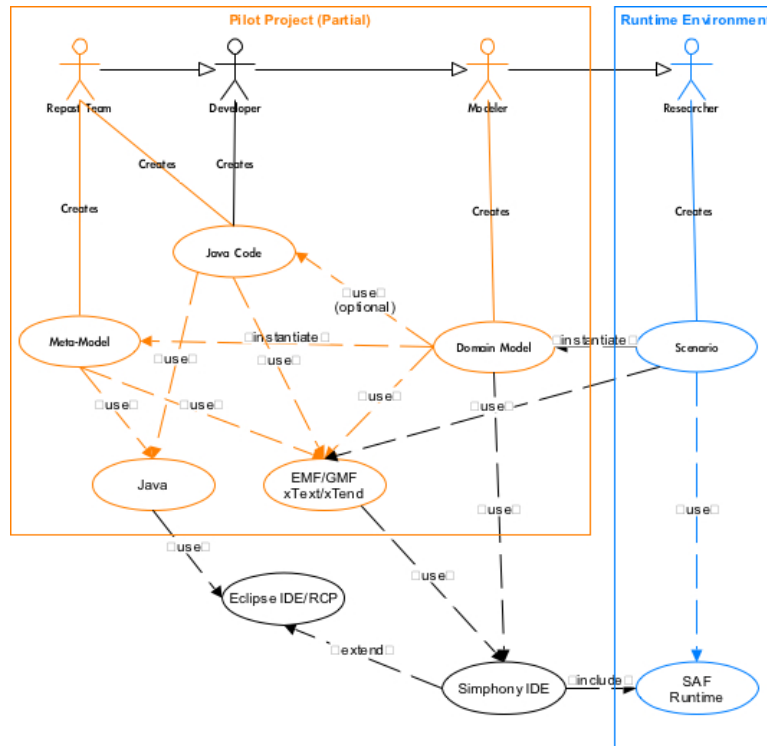 Pilot Project (Partial)
Runtime Environment
Repast Team
Developer
Modeler
Researcher
Creates
Creates
Creates
Creates
Creates
Java Code
□use□
(optional)
Meta-Model
□instantiate□
□use□
□use□
Domain Model
□instantiate□
Scenario
□use□
□use□
□use□
□use□
Java
EMF/GMF
xText/xTend
□use□
□use□
□use□
□use□
Eclipse IDE/RCP
□extend□
Simphony IDE
□include□
SAF
Runtime